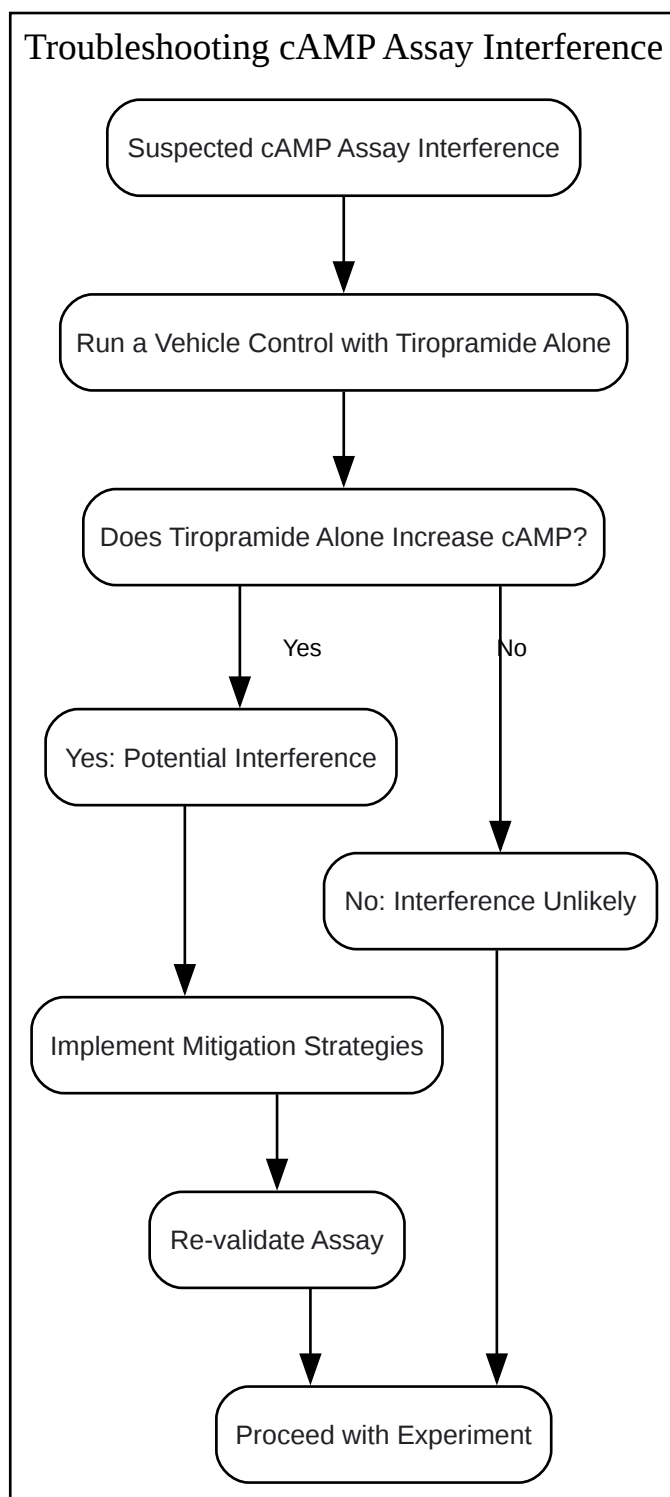 Troubleshooting cAMP Assay Interference
Suspected cAMP Assay Interference
Run a Vehicle Control with Tiropramide Alone
Does Tiropramide Alone Increase cAMP?
Yes
No
Yes: Potential Interference
No: Interference Unlikely
Implement Mitigation Strategies
Re-validate Assay
Proceed with Experiment